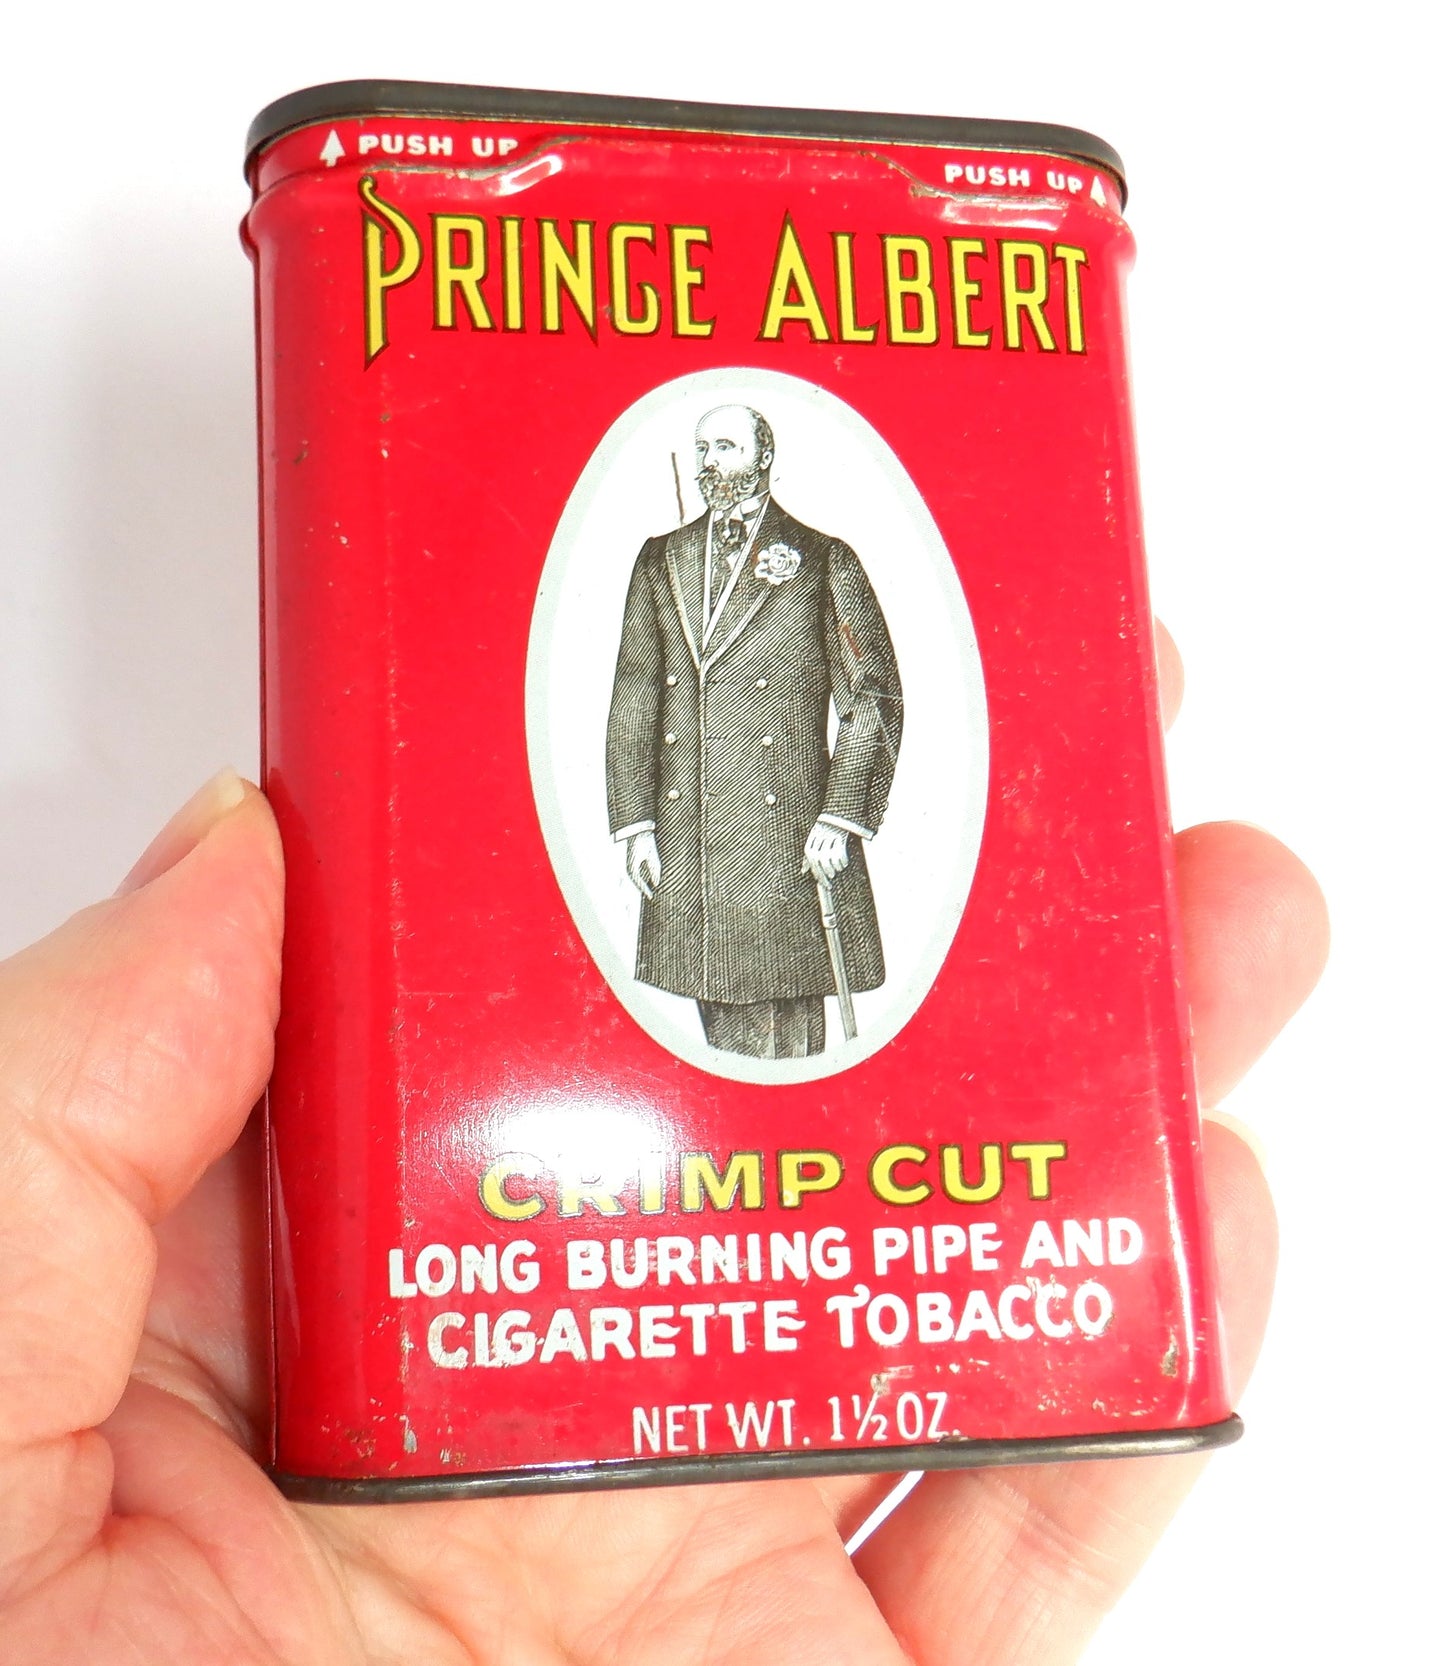 PUSH UP
PUSH UP
PRINCE ALBERT
CRIMP CUT
LONG BURNING PIPE AND
CIGARETTE TOBACCO
NET WT. 1½ OZ.